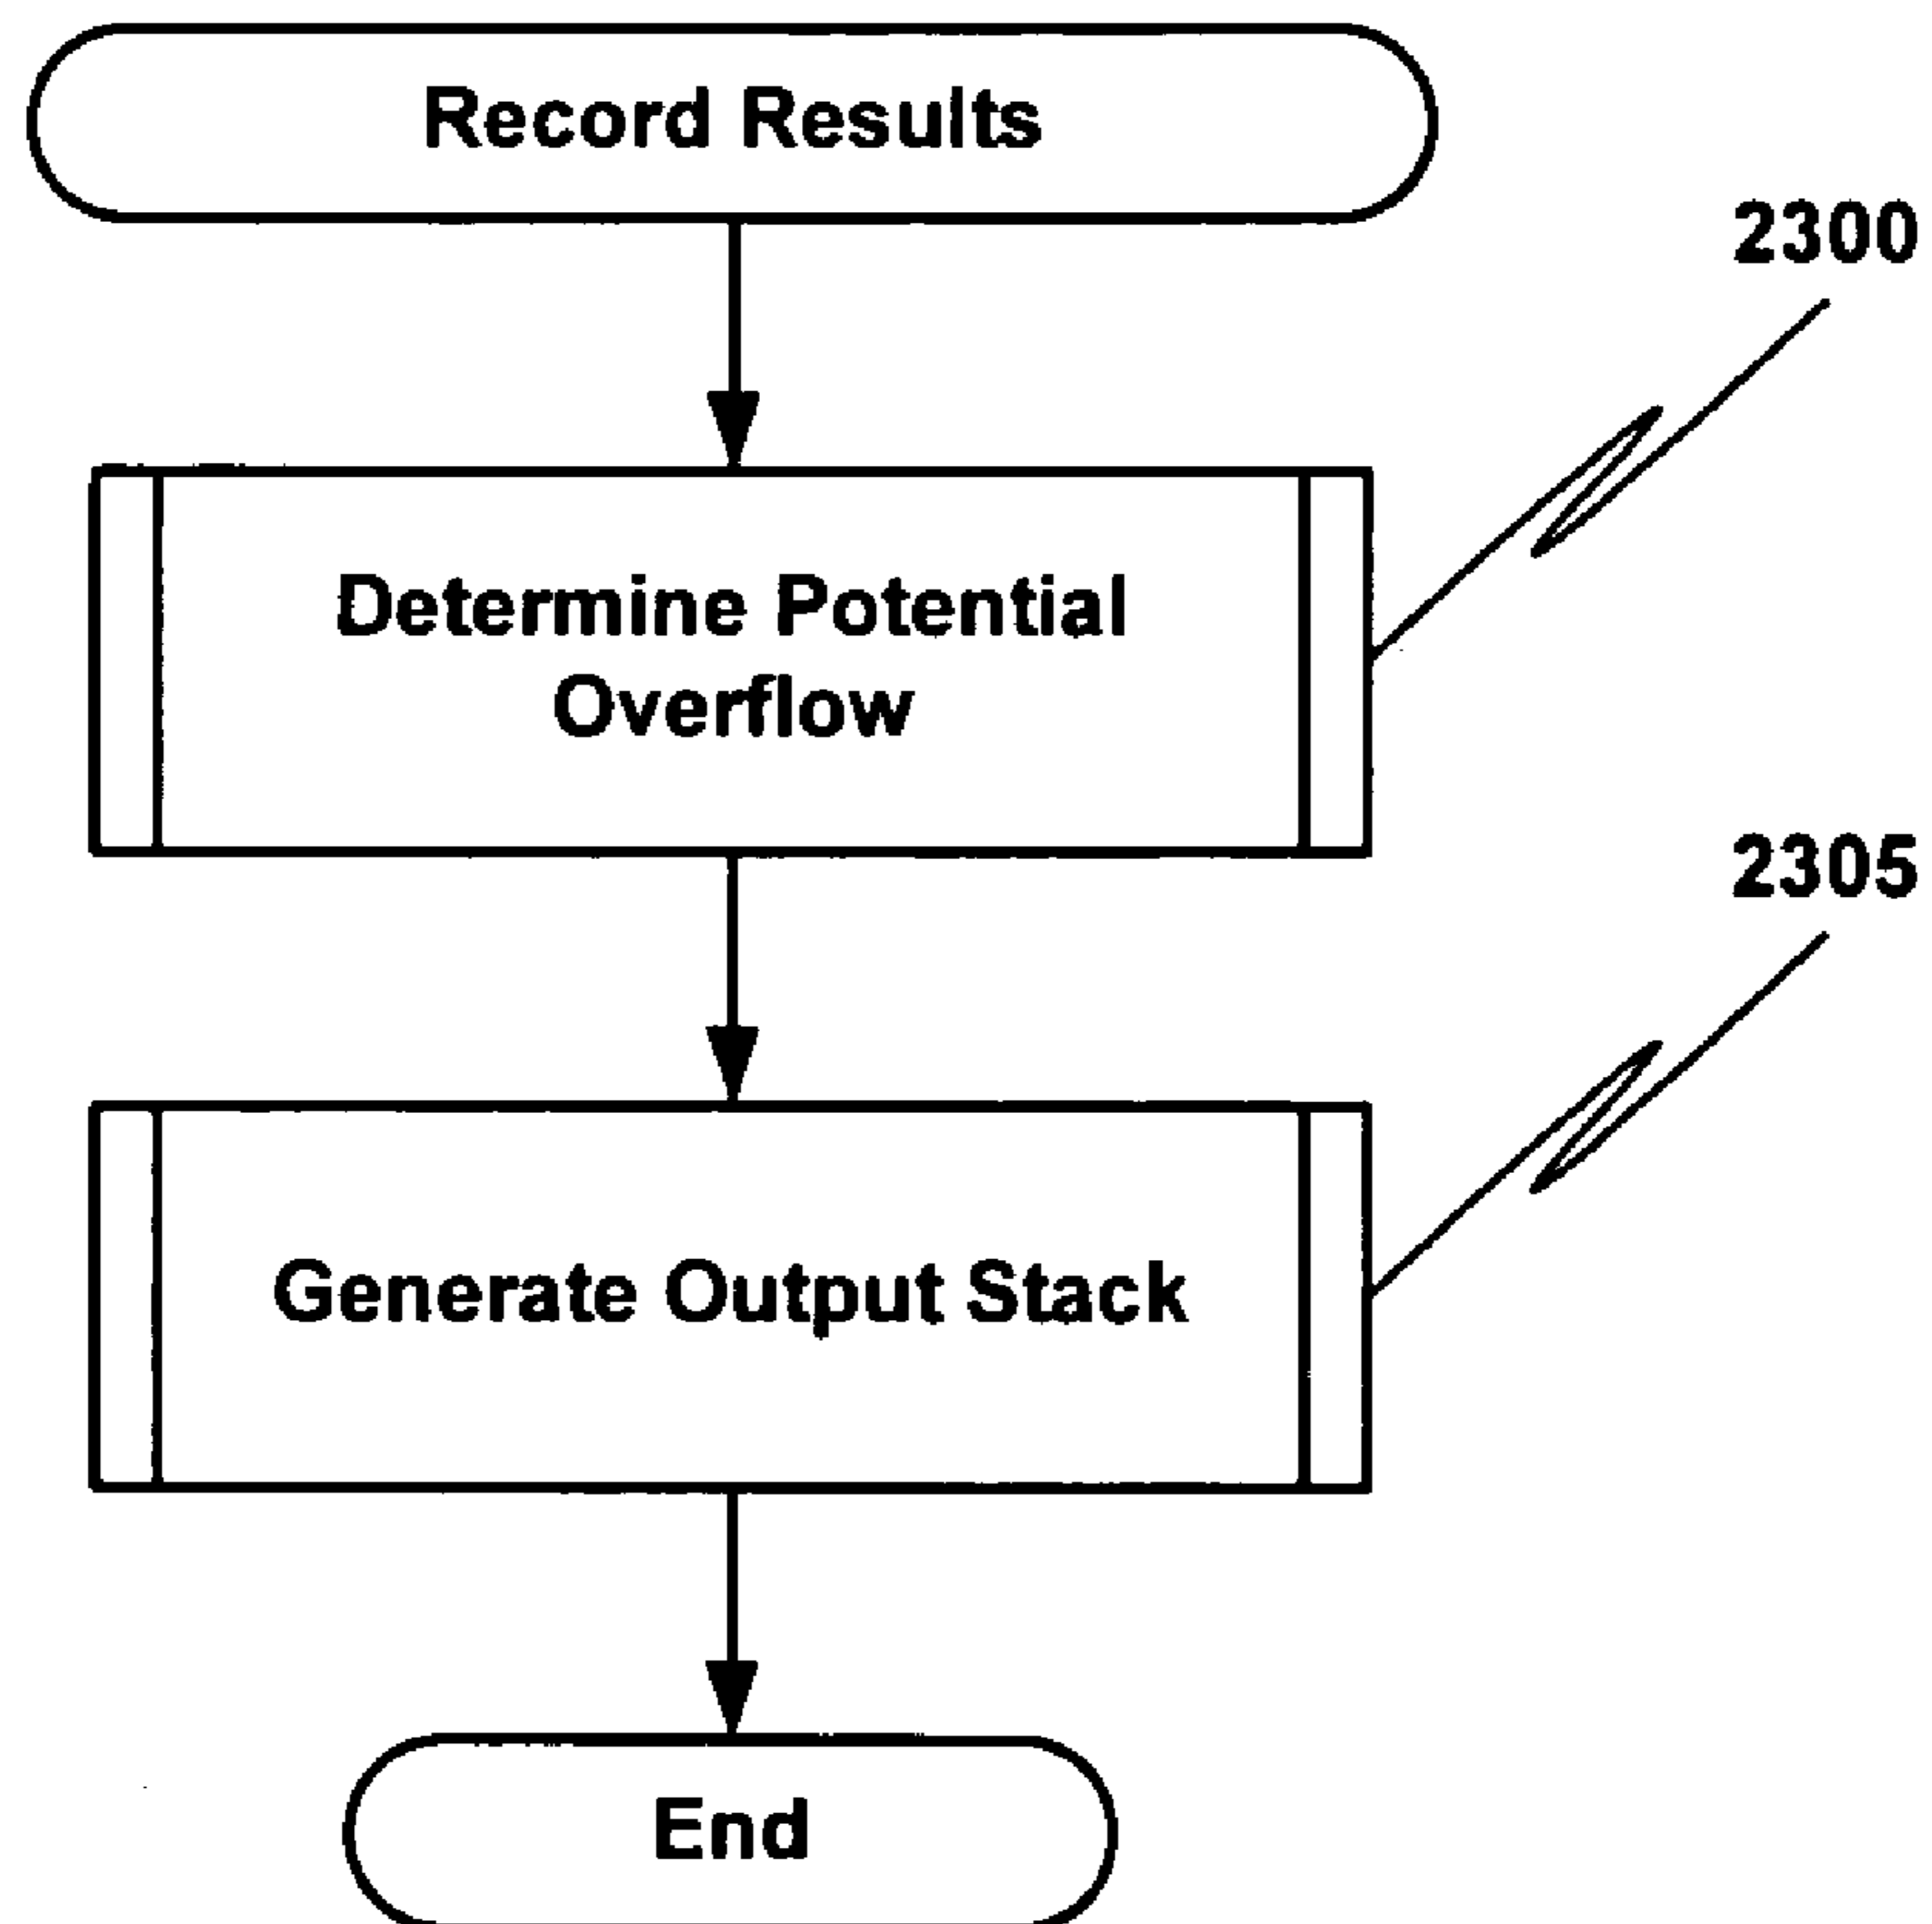 Record Results
2300
Determine Potential
Overflow
2305
Generate Output Stack
End